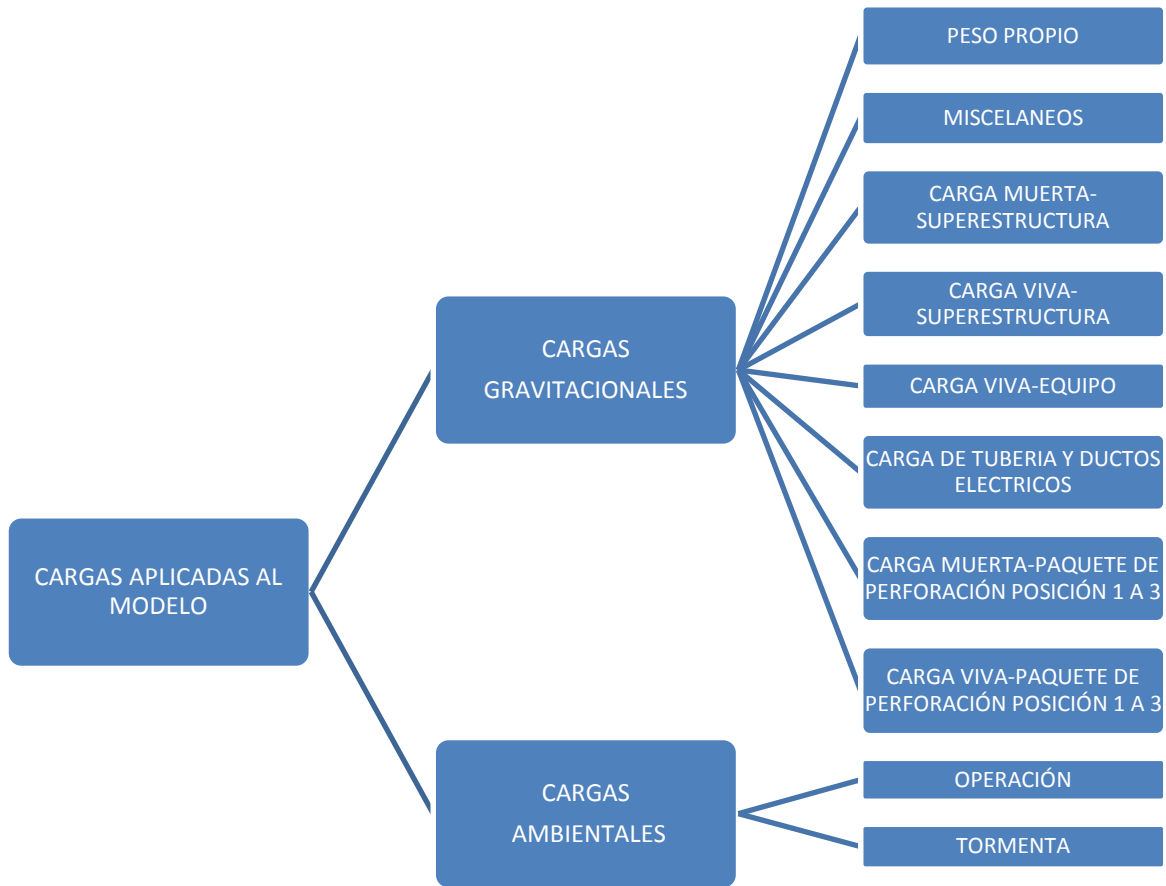 CARGAS APLICADAS AL
MODELO
CARGAS
GRAVITACIONALES
PESO PROPIO
MISCELANEOS
CARGA MUERTA-
SUPERESTRUCTURA
CARGA VIVA-
SUPERESTRUCTURA
CARGA VIVA-EQUIPO
CARGA DE TUBERIA Y DUCTOS
ELECTRICOS
CARGA MUERTA-PAQUETE DE
PERFORACIÓN POSICIÓN 1 A 3
CARGA VIVA-PAQUETE DE
PERFORACIÓN POSICIÓN 1 A 3
CARGAS
AMBIENTALES
OPERACIÓN
TORMENTA